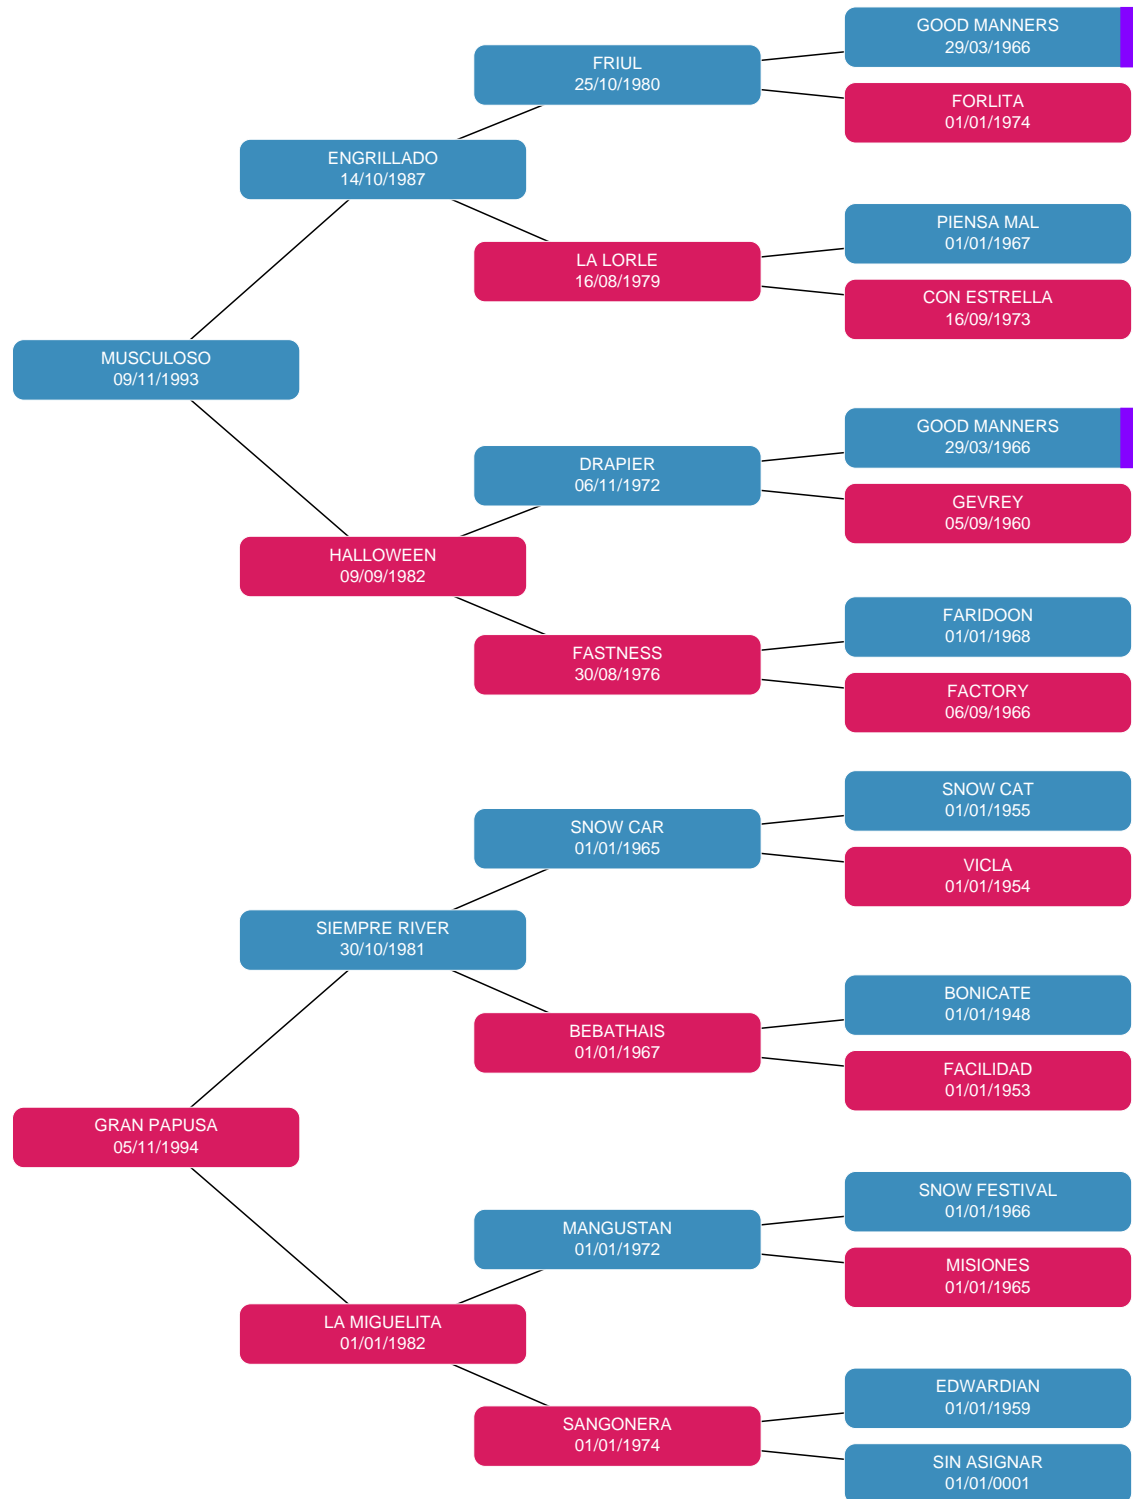 GOOD MANNERS
29/03/1966
FRIUL
25/10/1980
FORLITA
01/01/1974
ENGRILLADO
14/10/1987
PIENSA MAL
01/01/1967
LA LORLE
16/08/1979
CON ESTRELLA
16/09/1973
MUSCULOSO
09/11/1993
GOOD MANNERS
29/03/1966
DRAPIER
06/11/1972
GEVREY
05/09/1960
HALLOWEEN
09/09/1982
FARIDOON
01/01/1968
FASTNESS
30/08/1976
FACTORY
06/09/1966
SNOW CAT
01/01/1955
SNOW CAR
01/01/1965
VICLA
01/01/1954
SIEMPRE RIVER
30/10/1981
BONICATE
01/01/1948
BEBATHAIS
01/01/1967
FACILIDAD
01/01/1953
GRAN PAPUSA
05/11/1994
SNOW FESTIVAL
01/01/1966
MANGUSTAN
01/01/1972
MISIONES
01/01/1965
LA MIGUELITA
01/01/1982
EDWARDIAN
01/01/1959
SANGONERA
01/01/1974
SIN ASIGNAR
01/01/0001